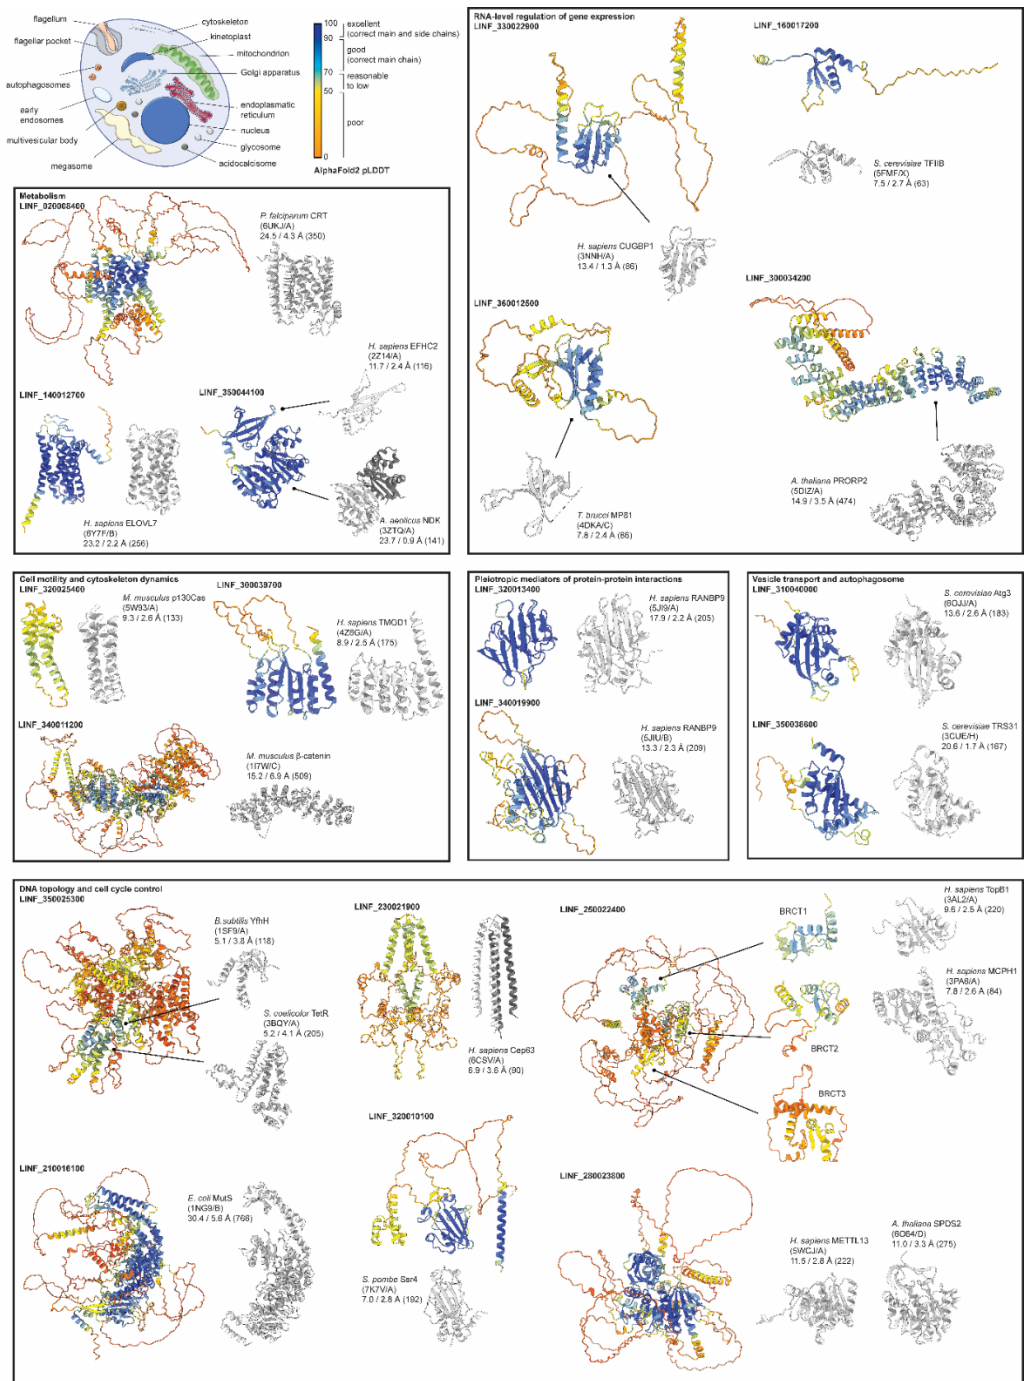 flagellum
flagellar pocket
autophagosomes
early
endosomes
multivesicular body
megasome
cytoskeleton
kinetoplast
mitochondrion
Golgi apparatus
endoplasmatic
reticulum
nucleus
glycosome
acidocalcisome
100
90
70
50
0
excellent
(correct main and side chains)
good
(correct main chain)
reasonable
to low
poor
AlphaFold2 pLDDT
RNA-level regulation of gene expression
LINF_330022900
H. sapiens CUGBP1
(3NNH/A)
13.4 / 1.3 Å (86)
LINF_160017200
S. cerevisiae TFIIB
(5FMF/X)
7.5 / 2.7 Å (63)
LINF_360012500
T. brucei MP81
(4DKA/C)
7.8 / 2.4 Å (86)
LINF_300034200
A. thaliana PRORP2
(5DIZ/A)
14.9 / 3.5 Å (474)
Metabolism
LINF_020008400
P. falciparum CRT
(6UKJ/A)
24.5 / 4.3 Å (350)
LINF_140012700
H. sapiens ELOVL7
(6Y7F/B)
23.2 / 2.2 Å (256)
LINF_350044100
H. sapiens EFHC2
(2Z14/A)
11.7 / 2.4 Å (116)
A. aeolicus NDK
(3ZTQ/A)
23.7 / 0.9 Å (141)
Cell motility and cytoskeleton dynamics
LINF_320025400
M. musculus p130Cas
(5W93/A)
9.3 / 2.6 Å (133)
LINF_300039700
H. sapiens TMOD1
(4Z8G/A)
8.9 / 2.5 Å (175)
LINF_340011200
M. musculus β-catenin
(1I7W/C)
15.2 / 6.9 Å (509)
Pleiotropic mediators of protein-protein interactions
LINF_320013400
H. sapiens RANBP9
(5JI9/A)
17.9 / 2.2 Å (205)
LINF_340019900
H. sapiens RANBP9
(5JIU/B)
13.3 / 2.3 Å (209)
Vesicle transport and autophagosome
LINF_310040000
S. cerevisiae Atg3
(6OJJ/A)
13.6 / 2.6 Å (183)
LINF_350038600
S. cerevisiae TRS31
(3CUE/H)
20.6 / 1.7 Å (167)
DNA topology and cell cycle control
LINF_350025300
B.subtilis YfhH
(1SF9/A)
5.1 / 3.8 Å (118)
S. coelicolor TetR
(3BQY/A)
5.2 / 4.1 Å (205)
LINF_230021900
H. sapiens Cep63
(6CSV/A)
6.9 / 3.6 Å (90)
LINF_250022400
BRCT1
BRCT2
BRCT3
H. sapiens TopB1
(3AL2/A)
9.6 / 2.5 Å (220)
H. sapiens MCPH1
(3PA6/A)
7.8 / 2.6 Å (84)
LINF_210016100
E. coli MutS
(1NG9/B)
30.4 / 5.6 Å (766)
LINF_320010100
S. pombe Sar4
(7K7V/A)
7.0 / 2.8 Å (192)
LINF_280023800
H. sapiens METTL13
(5WCJ/A)
11.5 / 2.8 Å (222)
A. thaliana SPDS2
(6O64/D)
11.0 / 3.3 Å (275)